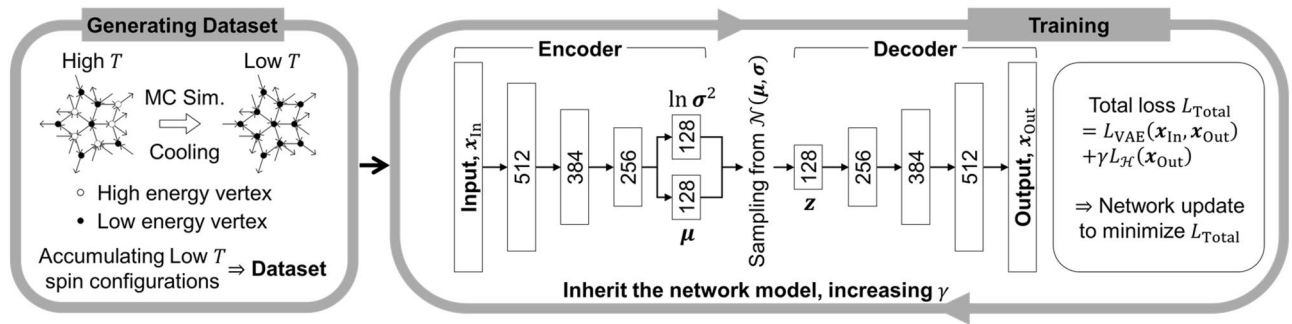 Generating Dataset
High T
Low T
MC Sim.
Cooling
○ High energy vertex
● Low energy vertex
Accumulating Low T
spin configurations
⇒ Dataset
Training
Encoder
Decoder
Input, x_In
512
384
256
ln σ²
128
128
μ
Sampling from 𝒩(μ, σ)
128
z
256
384
512
Output, x_Out
Total loss L_Total
= L_VAE(x_In, x_Out)
+γL_ℋ(x_Out)
⇒ Network update
to minimize L_Total
Inherit the network model, increasing γ